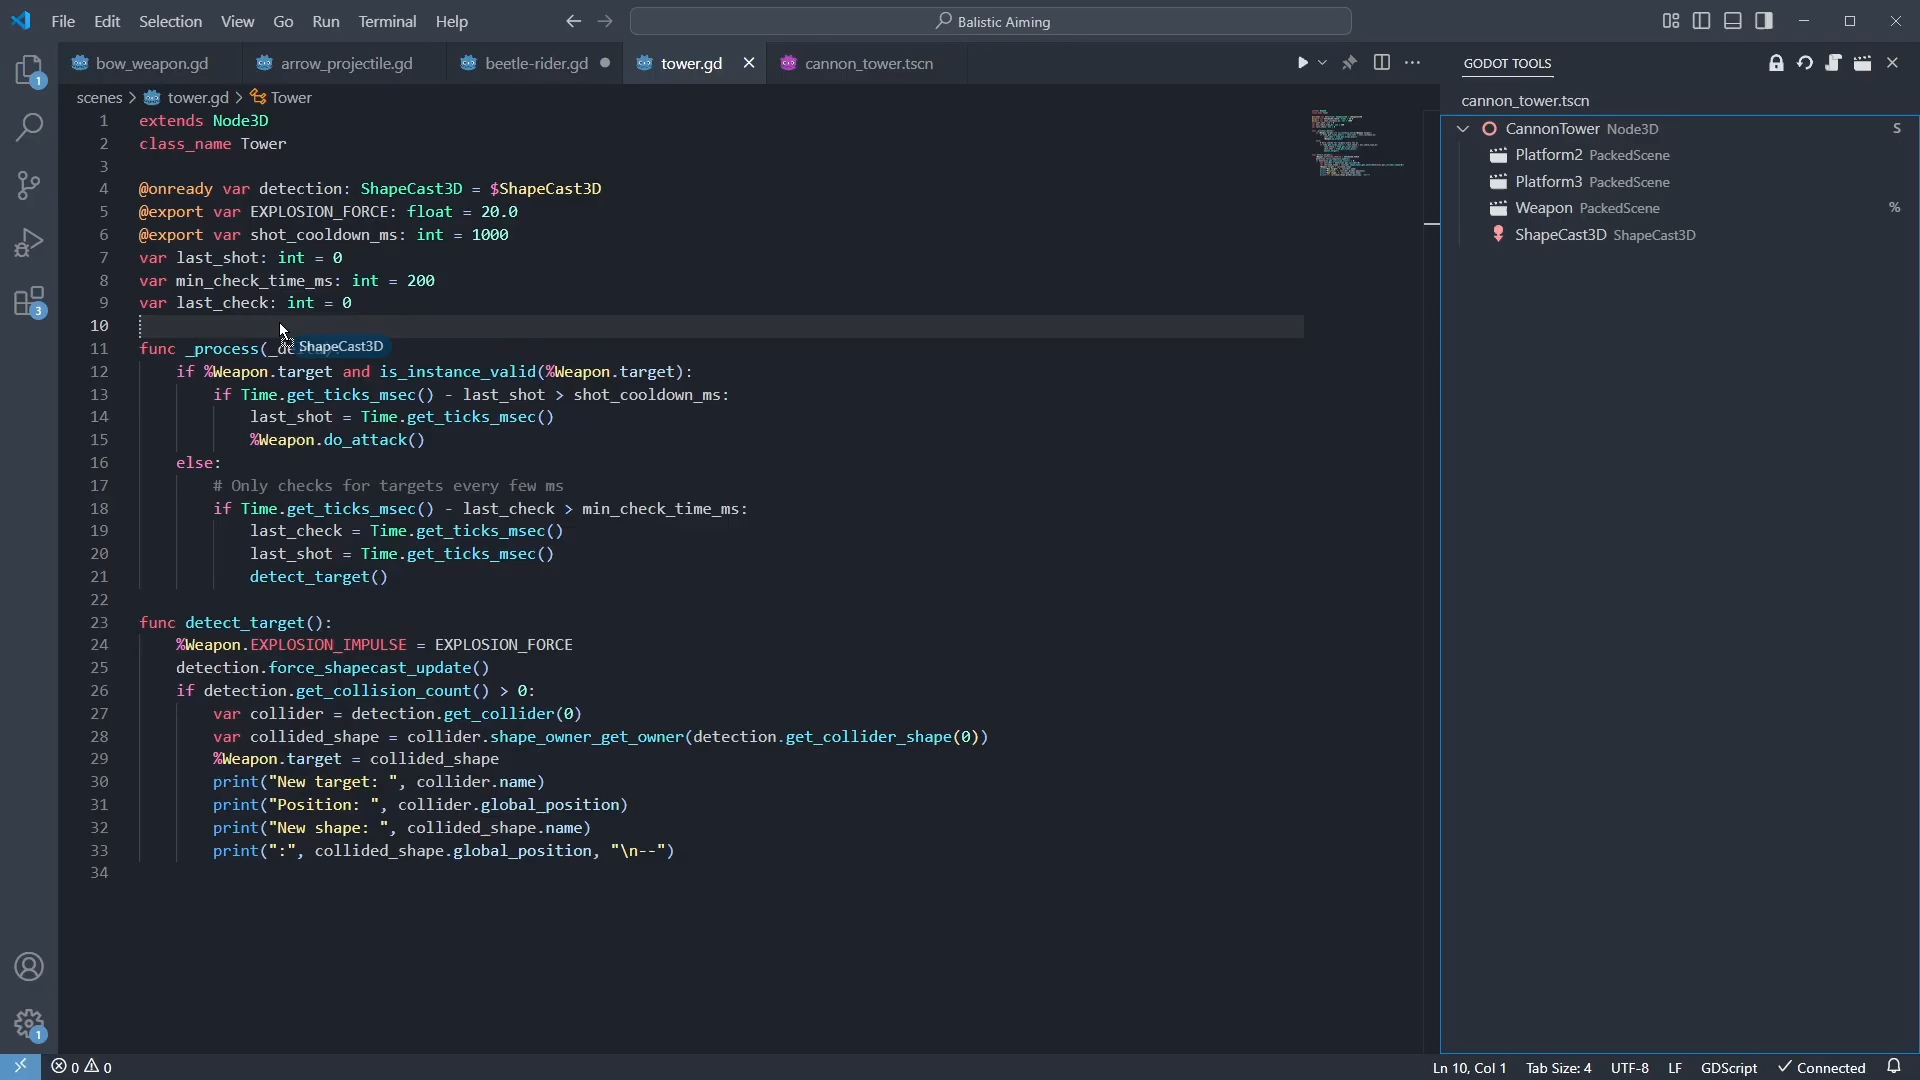 File Edit Selection View Go Run Terminal Help
Balistic Aiming
bow_weapon.gd arrow_projectile.gd beetle-rider.gd tower.gd cannon_tower.tscn
scenes > tower.gd > Tower
1 extends Node3D
2 class_name Tower
3
4 @onready var detection: ShapeCast3D = $ShapeCast3D
5 @export var EXPLOSION_FORCE: float = 20.0
6 @export var shot_cooldown_ms: int = 1000
7 var last_shot: int = 0
8 var min_check_time_ms: int = 200
9 var last_check: int = 0
10
ShapeCast3D
11 func _process(_de
12 if %Weapon.target and is_instance_valid(%Weapon.target):
13 if Time.get_ticks_msec() - last_shot > shot_cooldown_ms:
14 last_shot = Time.get_ticks_msec()
15 %Weapon.do_attack()
16 else:
17 # Only checks for targets every few ms
18 if Time.get_ticks_msec() - last_check > min_check_time_ms:
19 last_check = Time.get_ticks_msec()
20 last_shot = Time.get_ticks_msec()
21 detect_target()
22
23 func detect_target():
24 %Weapon.EXPLOSION_IMPULSE = EXPLOSION_FORCE
25 detection.force_shapecast_update()
26 if detection.get_collision_count() > 0:
27 var collider = detection.get_collider(0)
28 var collided_shape = collider.shape_owner_get_owner(detection.get_collider_shape(0))
29 %Weapon.target = collided_shape
30 print("New target: ", collider.name)
31 print("Position: ", collider.global_position)
32 print("New shape: ", collided_shape.name)
33 print(":", collided_shape.global_position, "\n--")
34
GODOT TOOLS
cannon_tower.tscn
CannonTower Node3D S
Platform2 PackedScene
Platform3 PackedScene
Weapon PackedScene %
ShapeCast3D ShapeCast3D
1
3
1
0 0
Ln 10, Col 1 Tab Size: 4 UTF-8 LF GDScript Connected